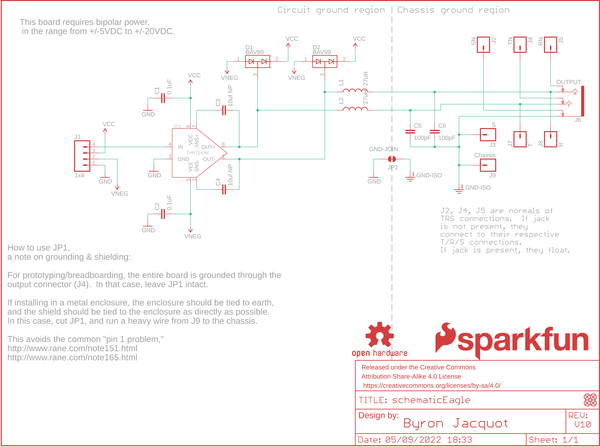 Circuit ground region
Chassis ground region
This board requires bipolar power,
in the range from +/-5VDC to +/-20VDC.
D1
BAV99
VCC
VNEG
D2
BAV99
VCC
VNEG
SN
J2
TN
J4
RN
J5
VCC
C1
0.1uF
GND
C3
10uF NP
L1
27uH
L2
27uH
OUTPUT
J6
VCC
J1
1x4
GND
VNEG
IN
GND
VCC
SNS+
OUT+
OUT-
VEE
SNS-
THAT1646
GND
C4
10uF NP
C5
100pF
C6
100pF
S
J3
Chassis
J9
J7
T
J8
R
GND-JOIN
JP1
GND
GND-ISO
GND-ISO
C2
0.1uF
GND
VNEG
J2, J4, J5 are normals of
TRS connections. If jack
is not present, they
connect to their respective
T/R/S connections.
If jack is present, they float.
How to use JP1,
a note on grounding & shielding:
For prototyping/breadboarding, the entire board is grounded through the
output connector (J4). In that case, leave JP1 intact.
If installing in a metal enclosure, the enclosure should be tied to earth,
and the shield should be tied to the enclosure as directly as possible.
In this case, cut JP1, and run a heavy wire from J9 to the chassis.
This avoids the common "pin 1 problem,"
http://www.rane.com/note151.html
http://www.rane.com/note165.html
open hardware
sparkfun
Released under the Creative Commons
Attribution Share-Alike 4.0 License
https://creativecommons.org/licenses/by-sa/4.0/
TITLE: schematicEagle
Design by:
Byron Jacquot
REV:
V10
Date: 05/09/2022 18:33
Sheet: 1/1